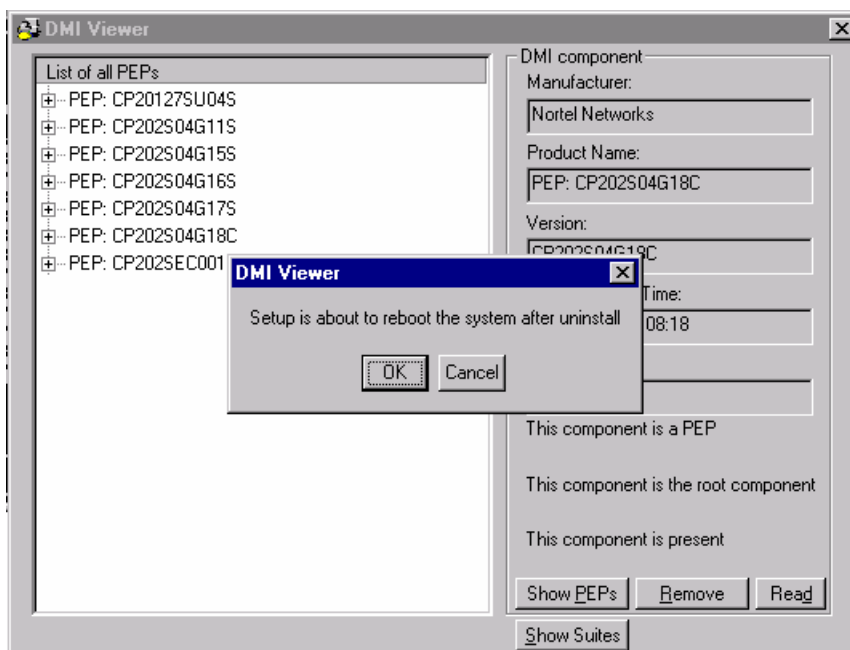 DMI Viewer
List of all PEPs
PEP: CP20127SU04S
PEP: CP202S04G11S
PEP: CP202S04G15S
PEP: CP202S04G16S
PEP: CP202S04G17S
PEP: CP202S04G18C
PEP: CP202SEC001
DMI component
Manufacturer:
Nortel Networks
Product Name:
PEP: CP202S04G18C
Version:
CP202S04G18C
Time:
08:18
This component is a PEP
This component is the root component
This component is present
Show PEPs
Remove
Read
Show Suites
DMI Viewer
Setup is about to reboot the system after uninstall
OK
Cancel